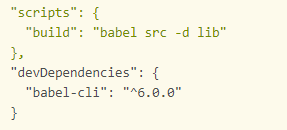 "scripts": {
  "build": "babel src -d lib"
},
"devDependencies": {
  "babel-cli": "^6.0.0"
}